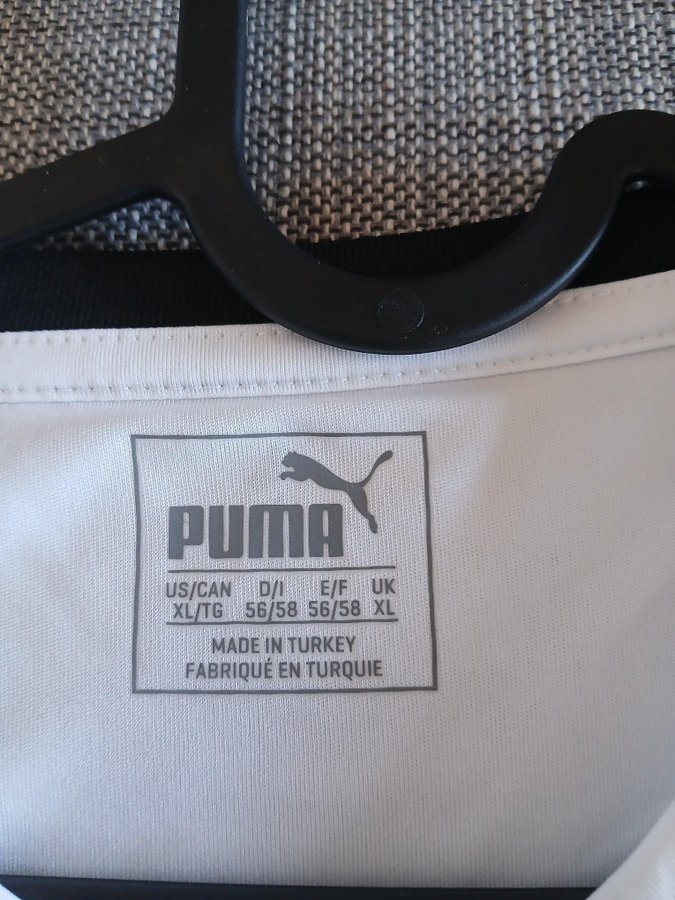 PUMA
US/CAN D/I E/F UK
XL/TG 56/58 56/58 XL
MADE IN TURKEY
FABRIQUÉ EN TURQUIE